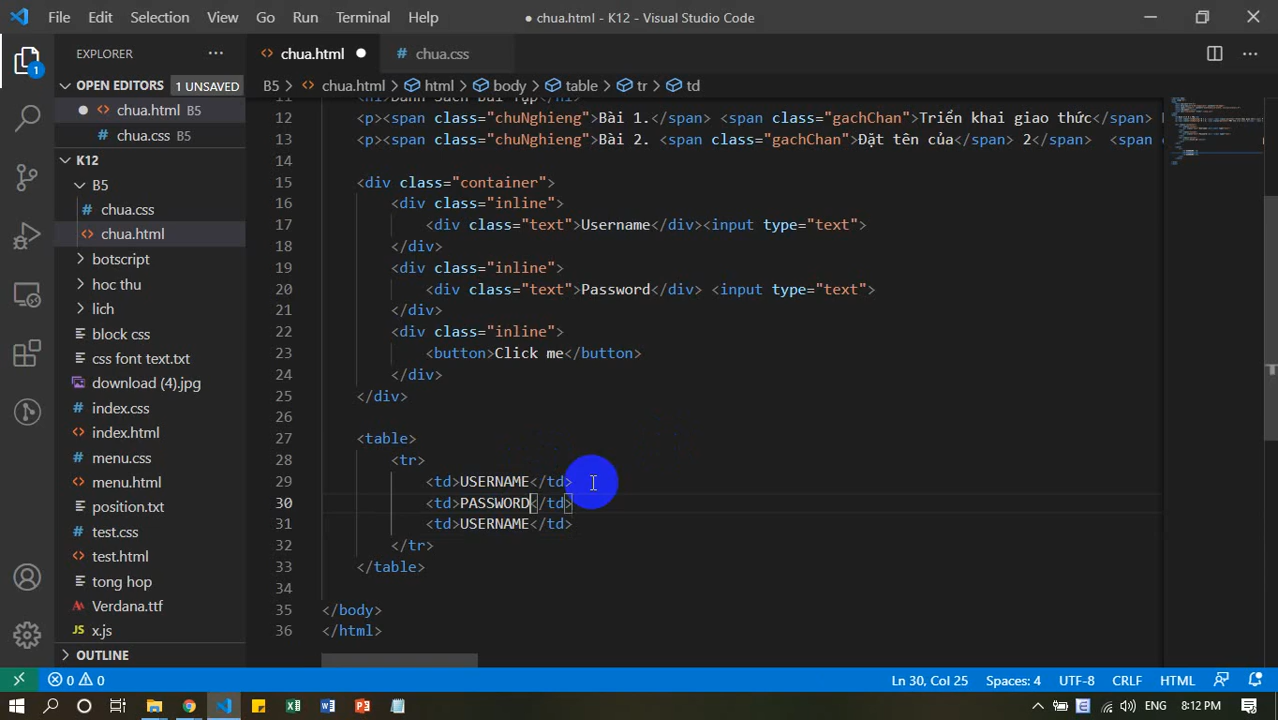 File Edit Selection View Go Run Terminal Help
● chua.html - K12 - Visual Studio Code
EXPLORER
OPEN EDITORS 1 UNSAVED
chua.html B5
chua.css B5
K12
B5
chua.css
chua.html
botscript
hoc thu
lich
block css
css font text.txt
download (4).jpg
index.css
index.html
menu.css
menu.html
position.txt
test.css
test.html
tong hop
Verdana.ttf
x.js
OUTLINE
1
chua.html
chua.css
B5 > chua.html > html > body > table > tr > td
11 <h1>Danh Sách Bài Tập</h1>
12 <p><span class="chuNghieng">Bài 1.</span> <span class="gachChan">Triển khai giao thức</span>
13 <p><span class="chuNghieng">Bài 2. <span class="gachChan">Đặt tên của</span> 2</span> <span
14
15 <div class="container">
16 <div class="inline">
17 <div class="text">Username</div><input type="text">
18 </div>
19 <div class="inline">
20 <div class="text">Password</div> <input type="text">
21 </div>
22 <div class="inline">
23 <button>Click me</button>
24 </div>
25 </div>
26
27 <table>
28 <tr>
29 <td>USERNAME</td>
30 <td>PASSWORD</td>
31 <td>USERNAME</td>
32 </tr>
33 </table>
34
35 </body>
36 </html>
0 0
Ln 30, Col 25 Spaces: 4 UTF-8 CRLF HTML
ENG 8:12 PM